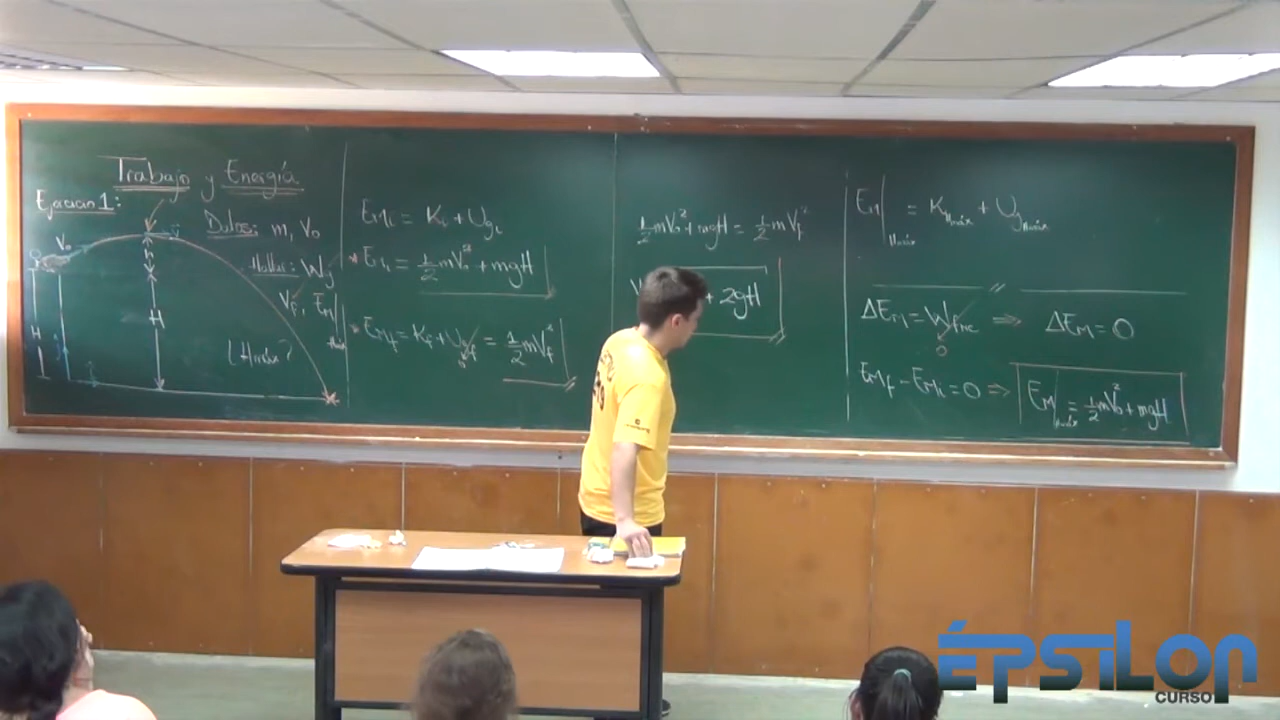 Trabajo y Energía
Ejercicio 1:
Datos: m, V₀
Hallar: W_g
V_f, E_M|
¿Hmáx?
V₀
h
H
H
E_Mi = K_i + U_gi
* E_Mi = ½mV₀² + mgH
* E_Mf = K_f + U_gf = ½mV_f²
0
½mV₀² + mgH = ½mV_f²
+ 2gH
E_M|Hmáx = K_Hmáx + U_gHmáx
ΔE_M = W_Fnc ⇒ ΔE_M = 0
0
E_Mf − E_Mi = 0 ⇒ E_M|Hmáx = ½mV₀² + mgH
ÉPSILON
CURSO